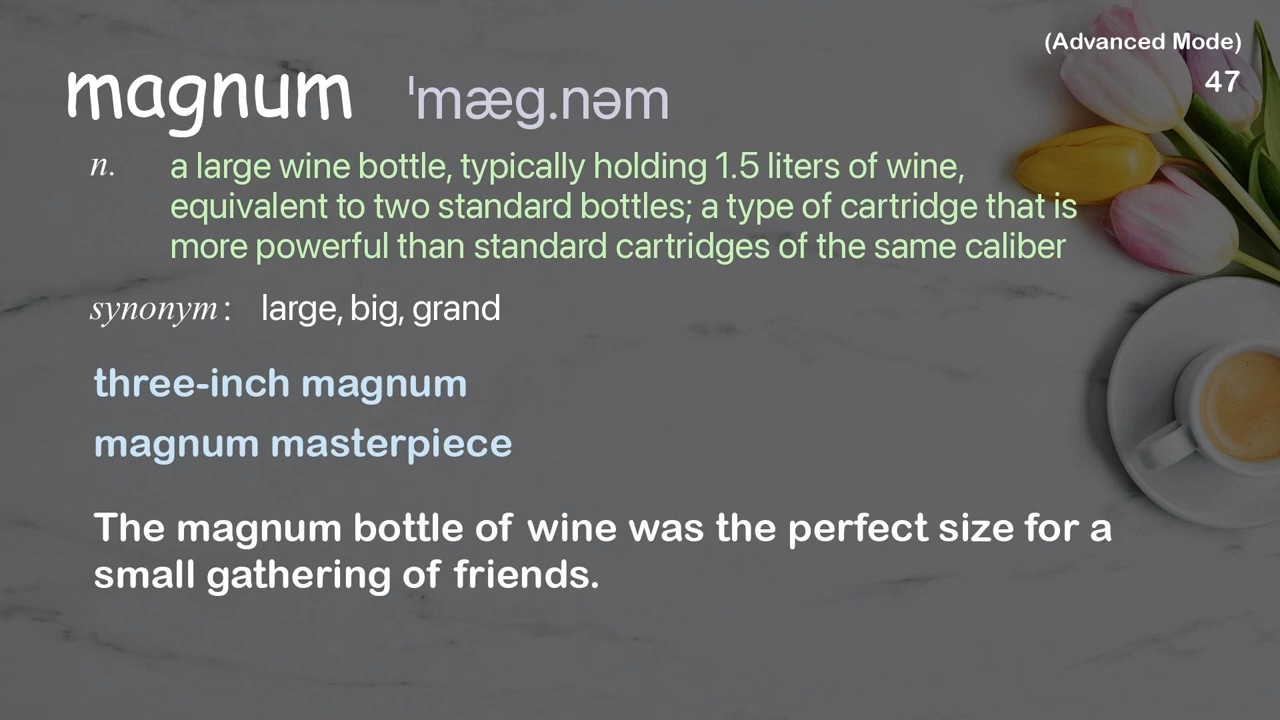 (Advanced Mode)
magnum ˈmæg.nəm
47
n. a large wine bottle, typically holding 1.5 liters of wine,
equivalent to two standard bottles; a type of cartridge that is
more powerful than standard cartridges of the same caliber
synonym: large, big, grand
three-inch magnum
magnum masterpiece
The magnum bottle of wine was the perfect size for a
small gathering of friends.